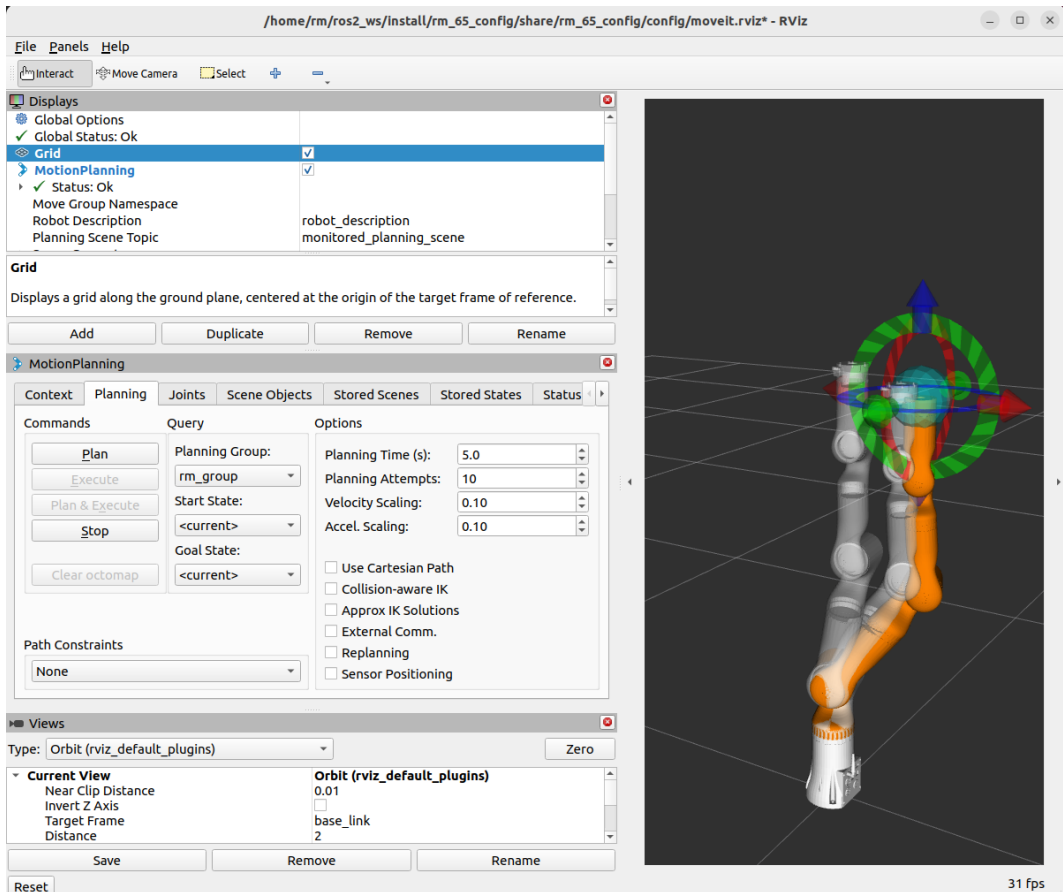 /home/rm/ros2_ws/install/rm_65_config/share/rm_65_config/config/moveit.rviz* - RViz
File Panels Help
Interact Move Camera Select
Displays
Global Options
Global Status: Ok
Grid
MotionPlanning
Status: Ok
Move Group Namespace
Robot Description robot_description
Planning Scene Topic monitored_planning_scene
Grid
Displays a grid along the ground plane, centered at the origin of the target frame of reference.
Add Duplicate Remove Rename
MotionPlanning
Context Planning Joints Scene Objects Stored Scenes Stored States Status
Commands Query Options
Plan
Execute
Plan & Execute
Stop
Clear octomap
Planning Group:
rm_group
Start State:
<current>
Goal State:
<current>
Planning Time (s): 5.0
Planning Attempts: 10
Velocity Scaling: 0.10
Accel. Scaling: 0.10
Use Cartesian Path
Collision-aware IK
Approx IK Solutions
External Comm.
Replanning
Sensor Positioning
Path Constraints
None
Views
Type: Orbit (rviz_default_plugins) Zero
Current View Orbit (rviz_default_plugins)
Near Clip Distance 0.01
Invert Z Axis
Target Frame base_link
Distance 2
Save Remove Rename
Reset
31 fps